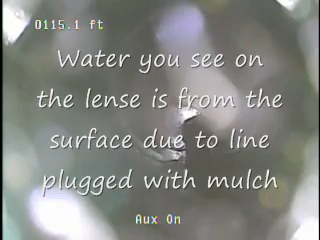 0115.1 ft
Water you see on
the lense is from the
surface due to line
plugged with mulch
Aux On